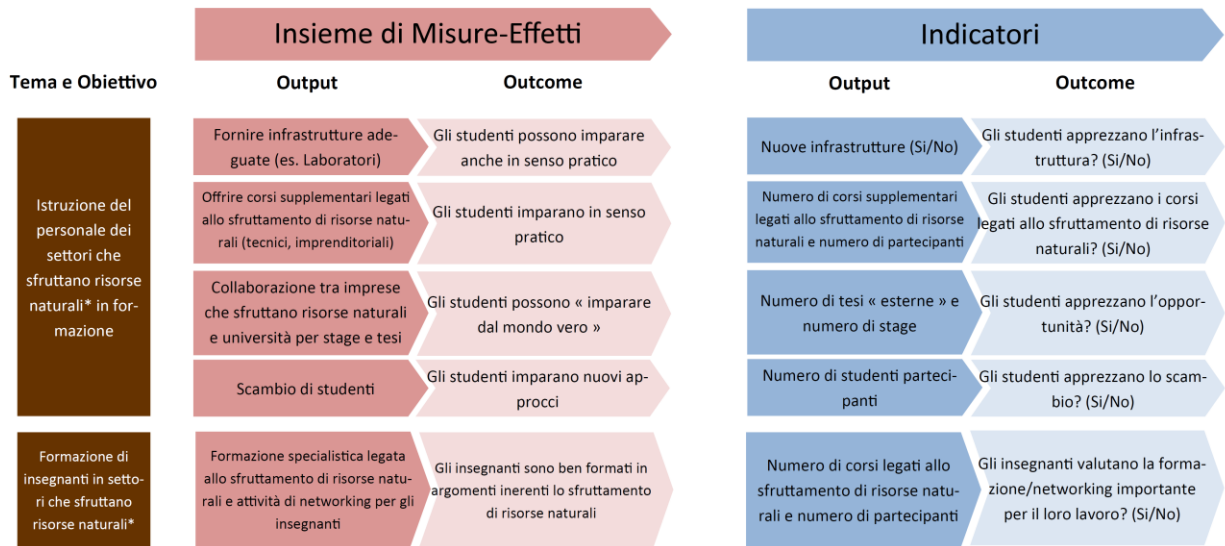 Insieme di Misure-Effetti
Indicatori
Tema e Obiettivo
Output
Outcome
Output
Outcome
Istruzione del
personale dei
settori che
sfruttano risorse
naturali* in for-
mazione
Fornire infrastrutture ade-
guate (es. Laboratori)
Gli studenti possono imparare
anche in senso pratico
Nuove infrastrutture (Si/No)
Gli studenti apprezzano l'infras-
truttura? (Si/No)
Offrire corsi supplementari legati
allo sfruttamento di risorse natu-
rali (tecnici, imprenditoriali)
Gli studenti imparano in senso
pratico
Numero di corsi supplementari
legati allo sfruttamento di risorse
naturali e numero di partecipanti
Gli studenti apprezzano i corsi
legati allo sfruttamento di risorse
naturali? (Si/No)
Collaborazione tra imprese
che sfruttano risorse naturali
e università per stage e tesi
Gli studenti possono « imparare
dal mondo vero »
Numero di tesi « esterne » e
numero di stage
Gli studenti apprezzano l'oppor-
tunità? (Si/No)
Scambio di studenti
Gli studenti imparano nuovi ap-
procci
Numero di studenti parteci-
panti
Gli studenti apprezzano lo scam-
bio? (Si/No)
Formazione di
insegnanti in setto-
ri che sfruttano
risorse naturali*
Formazione specialistica legata
allo sfruttamento di risorse natu-
rali e attività di networking per gli
insegnanti
Gli insegnanti sono ben formati in
argomenti inerenti lo sfruttamento
di risorse naturali
Numero di corsi legati allo
sfruttamento di risorse natu-
rali e numero di partecipanti
Gli insegnanti valutano la forma-
zione/networking importante
per il loro lavoro? (Si/No)